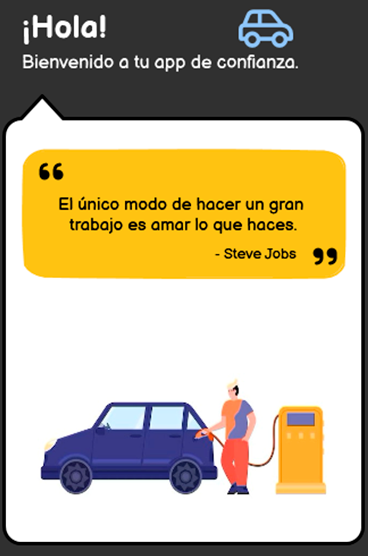 ¡Hola!
Bienvenido a tu app de confianza.
“
El único modo de hacer un gran
trabajo es amar lo que haces.
- Steve Jobs ”